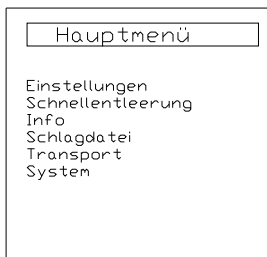 Hauptmenü
Einstellungen
Schnellentleerung
Info
Schlagdatei
Transport
System